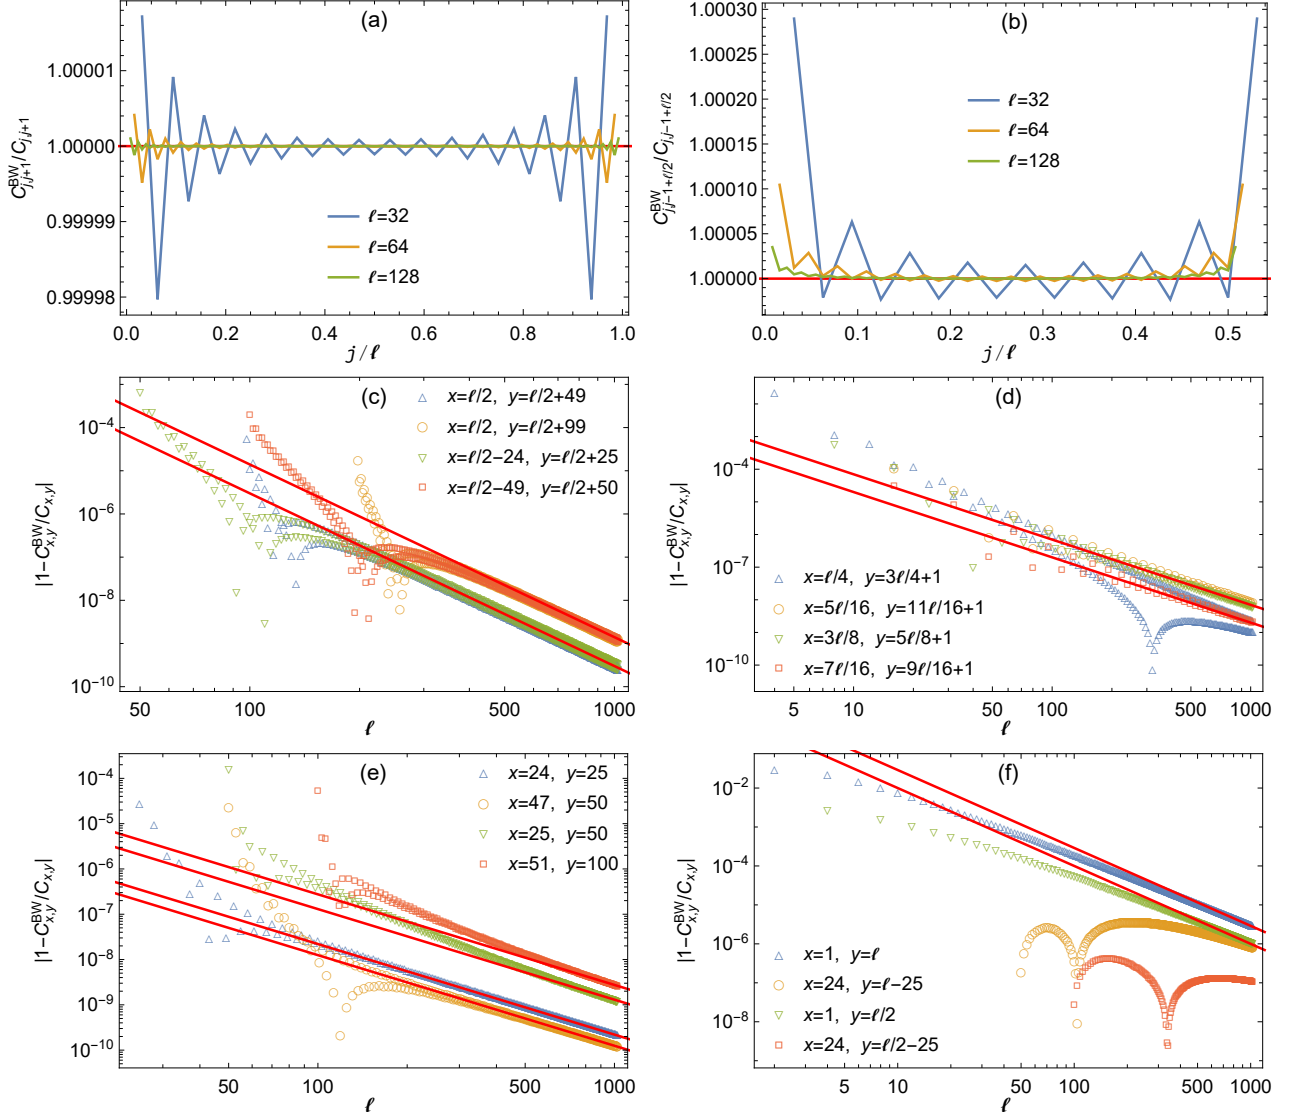 (a)
1.00001
1.00000
0.99999
0.99998
C^BW_{j,j+1}/C_{j,j+1}
ℓ=32
ℓ=64
ℓ=128
0.0 0.2 0.4 0.6 0.8 1.0
j/ℓ
(b)
1.00030
1.00025
1.00020
1.00015
1.00010
1.00005
1.00000
C^BW_{j,j-1+ℓ/2}/C_{j,j-1+ℓ/2}
ℓ=32
ℓ=64
ℓ=128
0.0 0.1 0.2 0.3 0.4 0.5
j/ℓ
(c)
x=ℓ/2, y=ℓ/2+49
x=ℓ/2, y=ℓ/2+99
x=ℓ/2−24, y=ℓ/2+25
x=ℓ/2−49, y=ℓ/2+50
10^-4
10^-6
10^-8
10^-10
|1−C^BW_{x,y}/C_{x,y}|
50 100 500 1000
ℓ
(d)
10^-4
10^-7
10^-10
|1−C^BW_{x,y}/C_{x,y}|
x=ℓ/4, y=3ℓ/4+1
x=5ℓ/16, y=11ℓ/16+1
x=3ℓ/8, y=5ℓ/8+1
x=7ℓ/16, y=9ℓ/16+1
5 10 50 100 500 1000
ℓ
(e)
x=24, y=25
x=47, y=50
x=25, y=50
x=51, y=100
10^-4
10^-5
10^-6
10^-7
10^-8
10^-9
10^-10
|1−C^BW_{x,y}/C_{x,y}|
50 100 500 1000
ℓ
(f)
10^-2
10^-4
10^-6
10^-8
|1−C^BW_{x,y}/C_{x,y}|
x=1, y=ℓ
x=24, y=ℓ−25
x=1, y=ℓ/2
x=24, y=ℓ/2−25
5 10 50 100 500 1000
ℓ